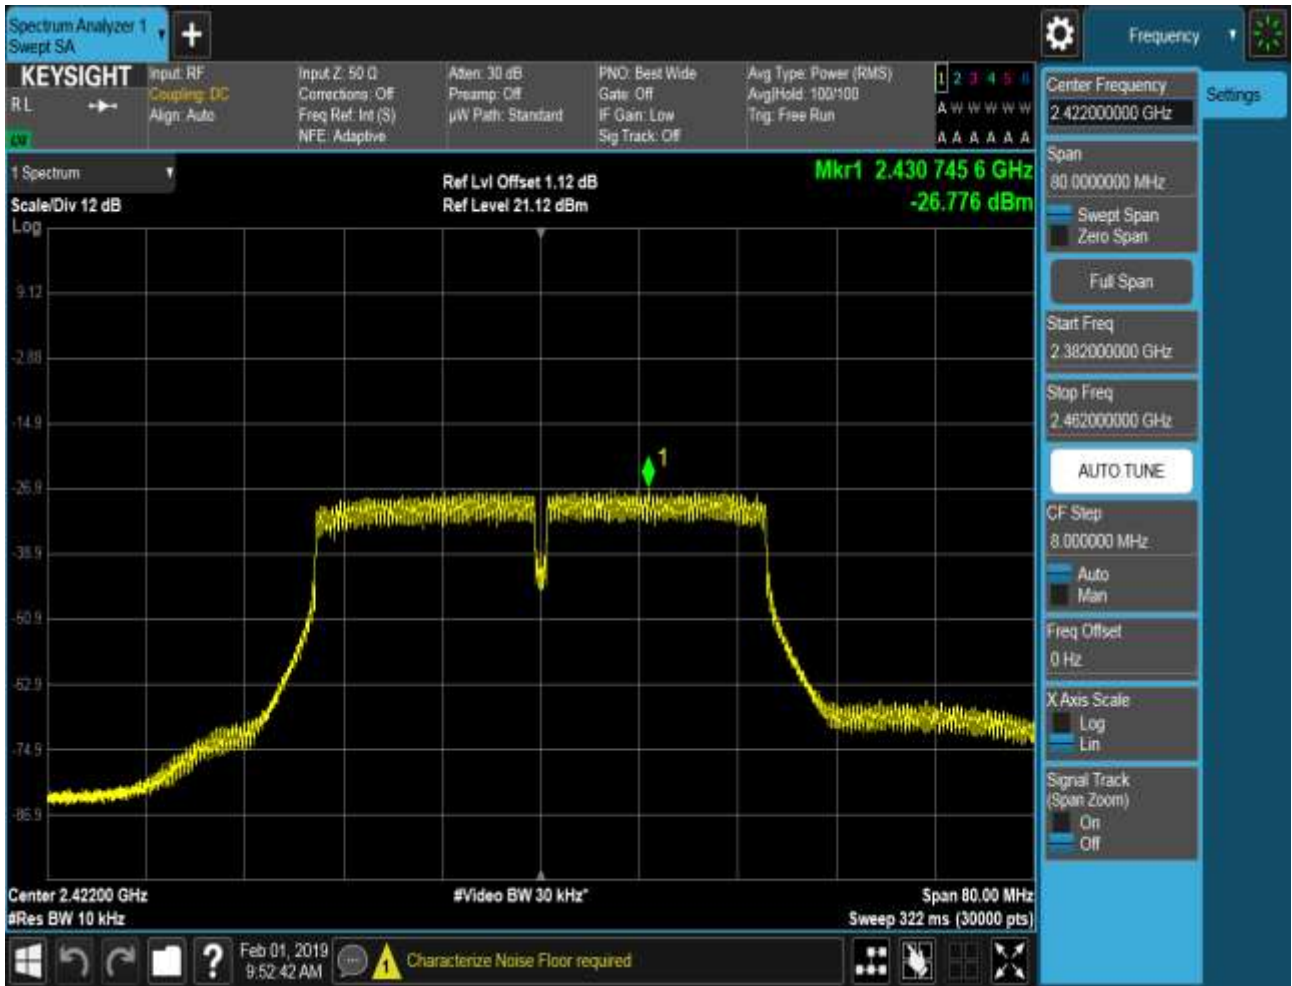 Spectrum Analyzer 1
Swept SA
Frequency
KEYSIGHT
R L
Input: RF
Coupling: DC
Align: Auto
Input Z: 50 Ω
Corrections: Off
Freq Ref: Int (S)
NFE: Adaptive
Atten: 30 dB
Preamp: Off
µW Path: Standard
PNO: Best Wide
Gate: Off
IF Gain: Low
Sig Track: Off
Avg Type: Power (RMS)
Avg|Hold: 100/100
Trig: Free Run
1 2 3 4 5 6
A W W W W W
A A A A A A
1 Spectrum
Scale/Div 12 dB
Log
Ref Lvl Offset 1.12 dB
Ref Level 21.12 dBm
Mkr1 2.430 745 6 GHz
-26.776 dBm
9.12
-2.88
-14.9
-26.9
-38.9
-50.9
-62.9
-74.9
-86.9
1
Center 2.42200 GHz
#Res BW 10 kHz
#Video BW 30 kHz*
Span 80.00 MHz
Sweep 322 ms (30000 pts)
Center Frequency
2.422000000 GHz
Settings
Span
80.0000000 MHz
Swept Span
Zero Span
Full Span
Start Freq
2.382000000 GHz
Stop Freq
2.462000000 GHz
AUTO TUNE
CF Step
8.000000 MHz
Auto
Man
Freq Offset
0 Hz
X Axis Scale
Log
Lin
Signal Track
(Span Zoom)
On
Off
?
Feb 01, 2019
9:52:42 AM
1
Characterize Noise Floor required